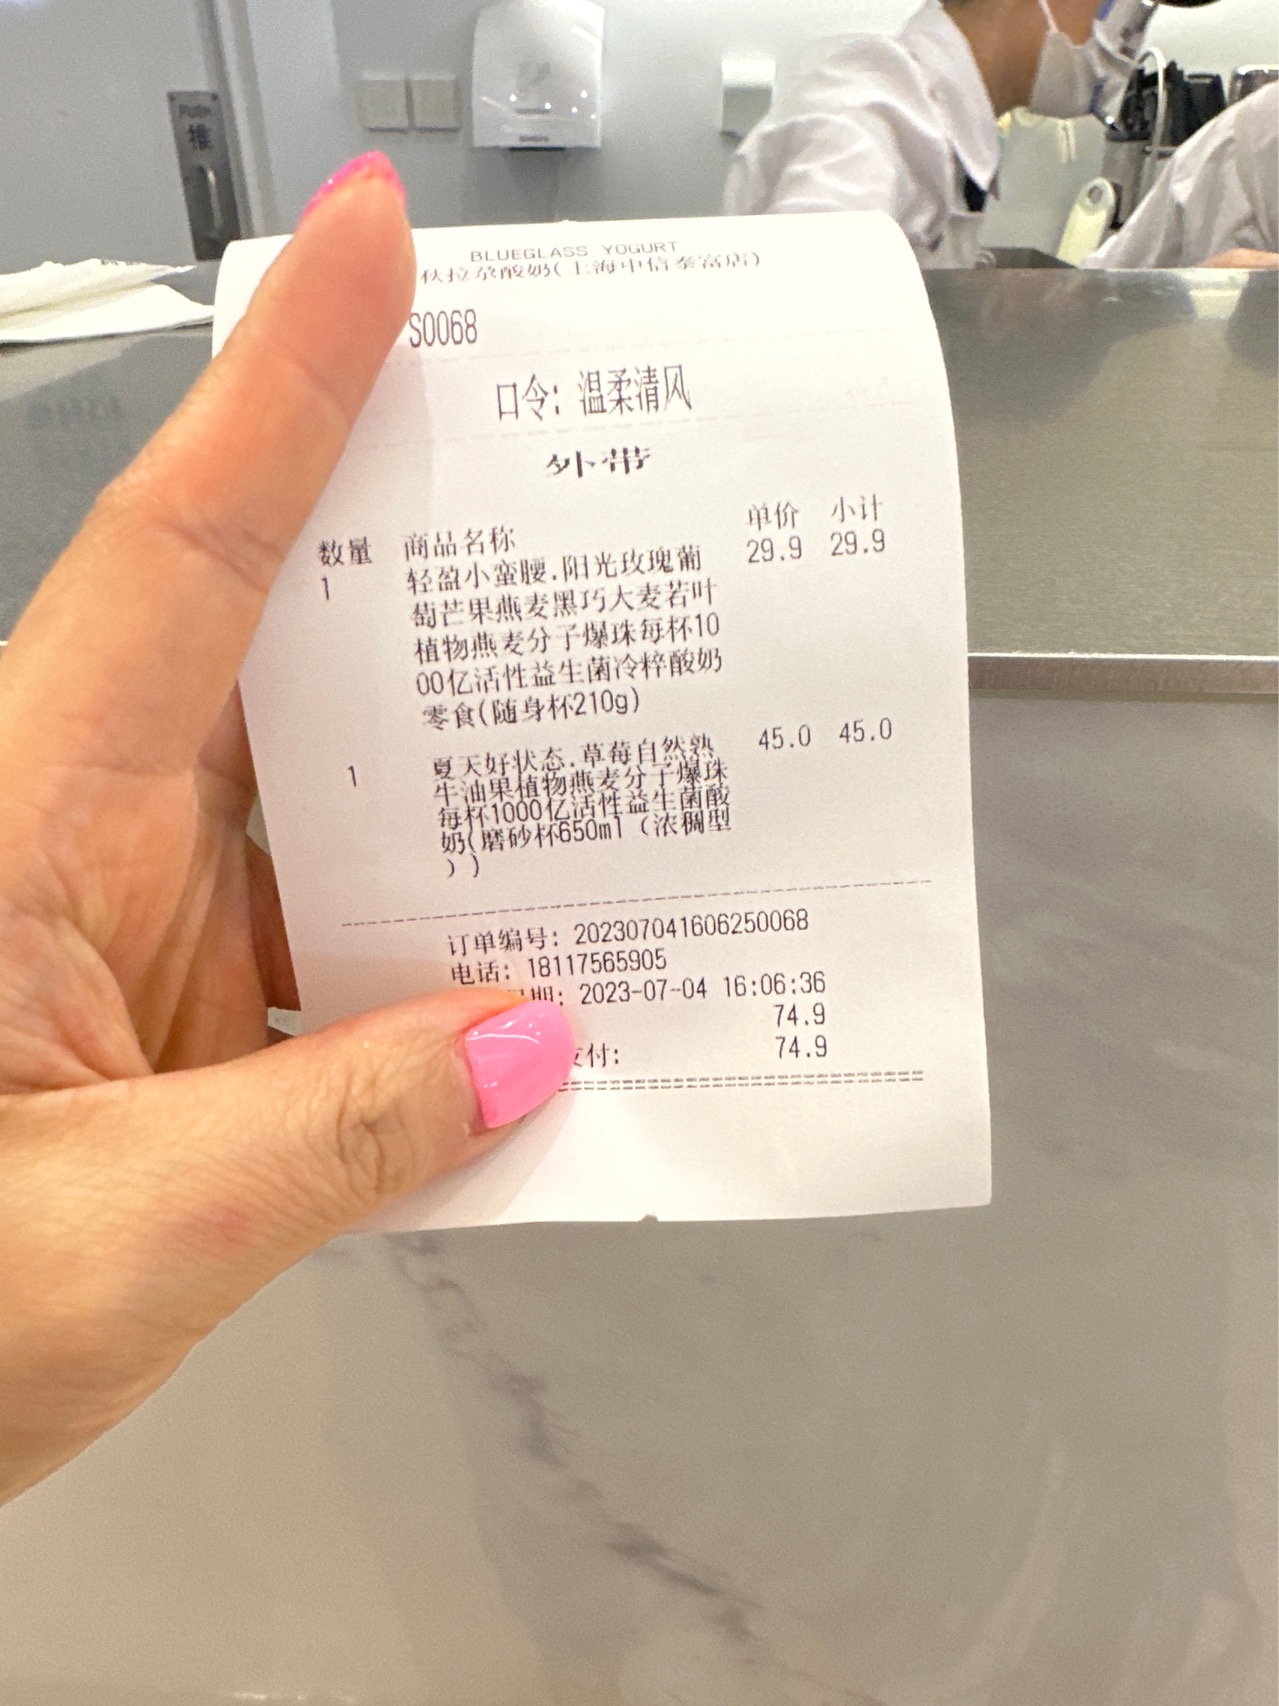 PUSH
推
BLUEGLASS YOGURT
酸奶(上海中信泰富店)
S0068
口令: 温柔清风
外带
数量 商品名称 单价 小计
1 轻盈小蛮腰.阳光玫瑰葡 29.9 29.9
萄芒果燕麦黑巧大麦若叶
植物燕麦分子爆珠每杯10
00亿活性益生菌冷粹酸奶
零食(随身杯210g)
1 夏天好状态.草莓自然熟 45.0 45.0
牛油果植物燕麦分子爆珠
每杯1000亿活性益生菌酸
奶(磨砂杯650ml (浓稠型
))
订单编号: 202307041606250068
电话: 18117565905
期: 2023-07-04 16:06:36
74.9
付: 74.9